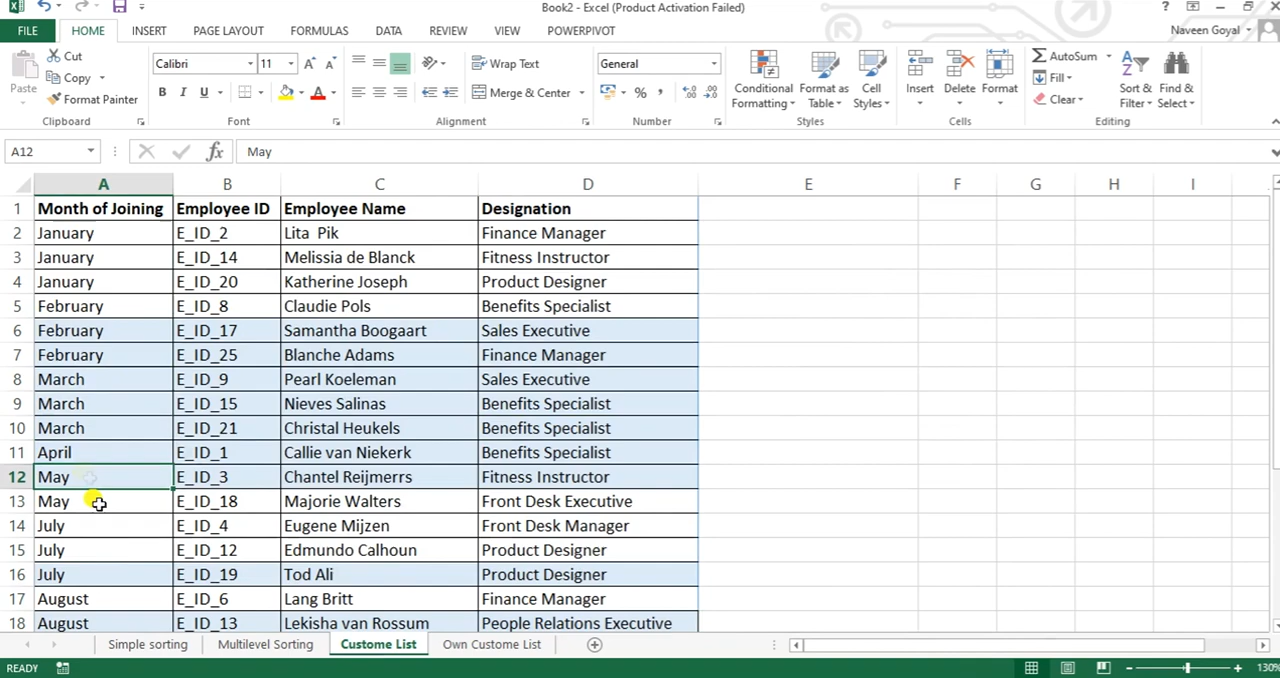 Book2 - Excel (Product Activation Failed)
FILE HOME INSERT PAGE LAYOUT FORMULAS DATA REVIEW VIEW POWERPIVOT Naveen Goyal
Paste Cut Copy Format Painter Clipboard
Calibri 11 B I U A A Font
Wrap Text Merge & Center Alignment
General % , Number
Conditional Formatting Format as Table Cell Styles Styles
Insert Delete Format Cells
AutoSum Fill Clear Sort & Filter Find & Select Editing
A12 fx May
A B C D E F G H I
1 Month of Joining Employee ID Employee Name Designation
2 January E_ID_2 Lita  Pik Finance Manager
3 January E_ID_14 Melissia de Blanck Fitness Instructor
4 January E_ID_20 Katherine Joseph Product Designer
5 February E_ID_8 Claudie Pols Benefits Specialist
6 February E_ID_17 Samantha Boogaart Sales Executive
7 February E_ID_25 Blanche Adams Finance Manager
8 March E_ID_9 Pearl Koeleman Sales Executive
9 March E_ID_15 Nieves Salinas Benefits Specialist
10 March E_ID_21 Christal Heukels Benefits Specialist
11 April E_ID_1 Callie van Niekerk Benefits Specialist
12 May E_ID_3 Chantel Reijmerrs Fitness Instructor
13 May E_ID_18 Majorie Walters Front Desk Executive
14 July E_ID_4 Eugene Mijzen Front Desk Manager
15 July E_ID_12 Edmundo Calhoun Product Designer
16 July E_ID_19 Tod Ali Product Designer
17 August E_ID_6 Lang Britt Finance Manager
18 August E_ID_13 Lekisha van Rossum People Relations Executive
Simple sorting Multilevel Sorting Custome List Own Custome List
READY 130%